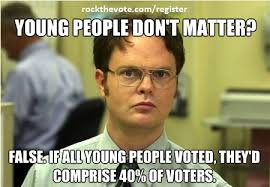 rockthevote.com/register
YOUNG PEOPLE DON'T MATTER?
FALSE. IF ALL YOUNG PEOPLE VOTED, THEY'D
COMPRISE 40% OF VOTERS.